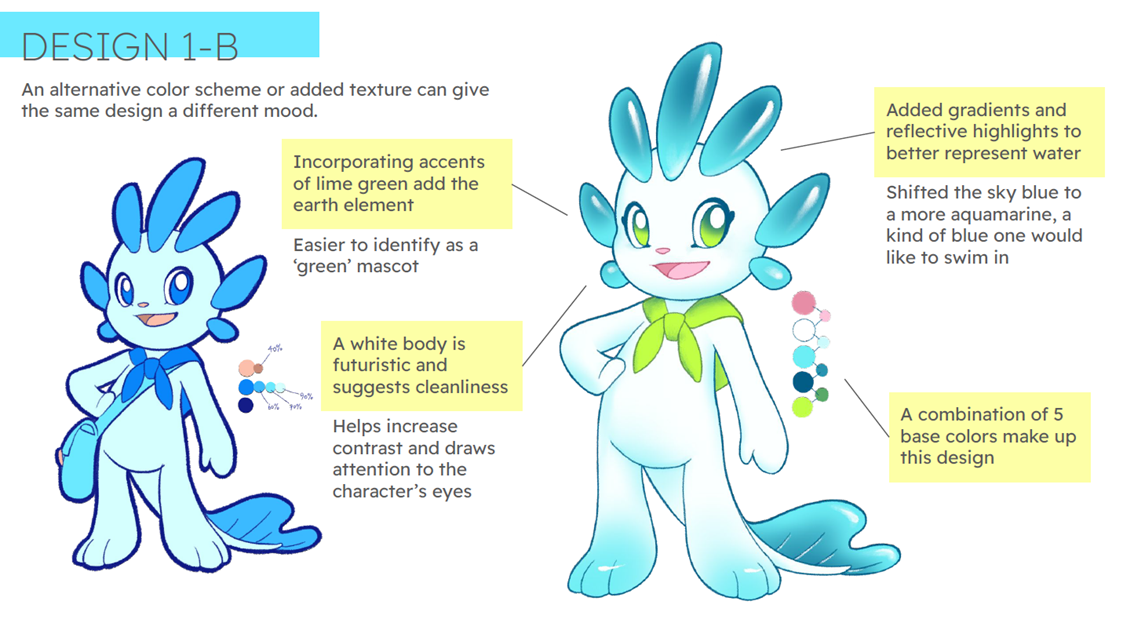 DESIGN 1-B
An alternative color scheme or added texture can give
the same design a different mood.
Incorporating accents
of lime green add the
earth element
Easier to identify as a
‘green’ mascot
A white body is
futuristic and
suggests cleanliness
Helps increase
contrast and draws
attention to the
character’s eyes
40%
90%
60%
70%
Added gradients and
reflective highlights to
better represent water
Shifted the sky blue to
a more aquamarine, a
kind of blue one would
like to swim in
A combination of 5
base colors make up
this design